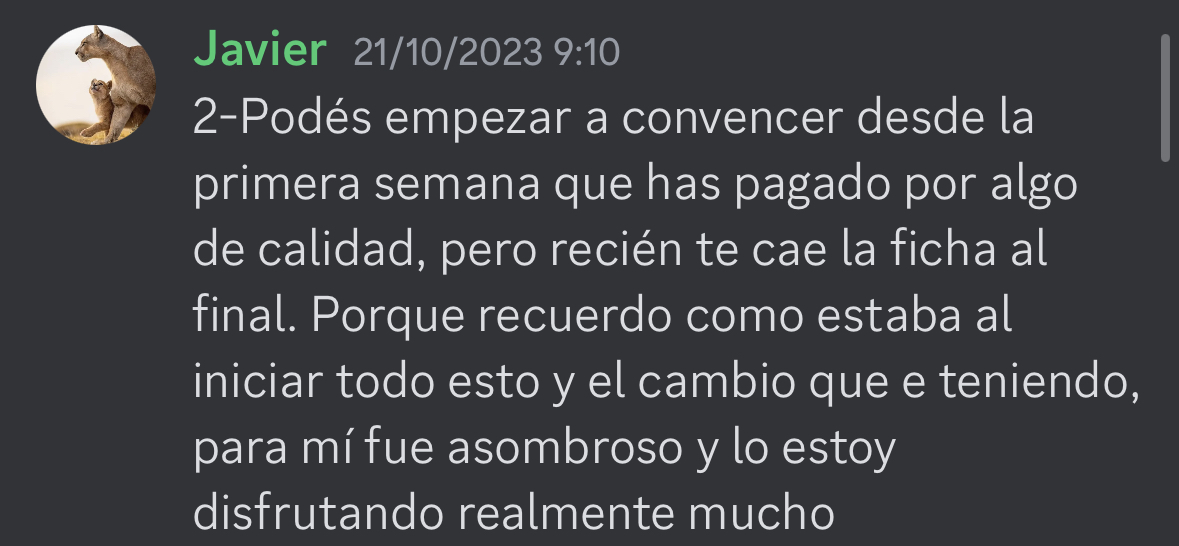 Javier 21/10/2023 9:10
2-Podés empezar a convencer desde la
primera semana que has pagado por algo
de calidad, pero recién te cae la ficha al
final. Porque recuerdo como estaba al
iniciar todo esto y el cambio que e teniendo,
para mí fue asombroso y lo estoy
disfrutando realmente mucho